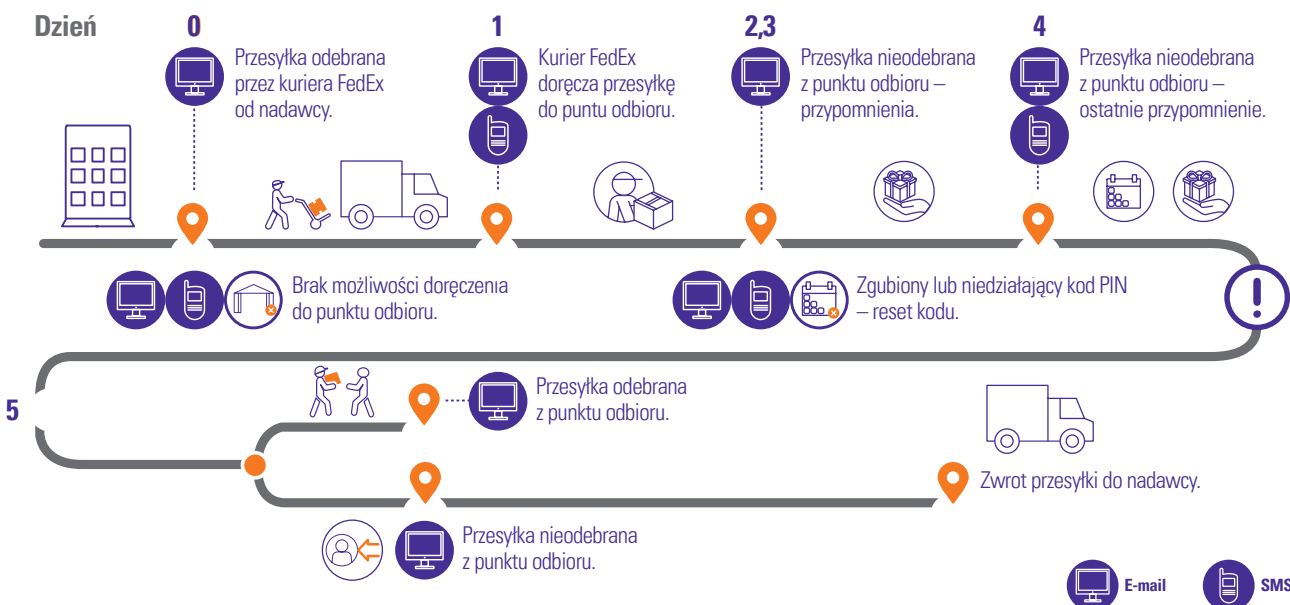 Dzień
0
Przesyłka odebrana
przez kuriera FedEx
od nadawcy.
1
Kurier FedEx
doręcza przesyłkę
do puntu odbioru.
2,3
Przesyłka nieodebrana
z punktu odbioru –
przypomnienia.
4
Przesyłka nieodebrana
z punktu odbioru –
ostatnie przypomnienie.
Brak możliwości doręczenia
do punktu odbioru.
Zgubiony lub niedziałający kod PIN
– reset kodu.
!
5
Przesyłka odebrana
z punktu odbioru.
Zwrot przesyłki do nadawcy.
Przesyłka nieodebrana
z punktu odbioru.
E-mail
SMS